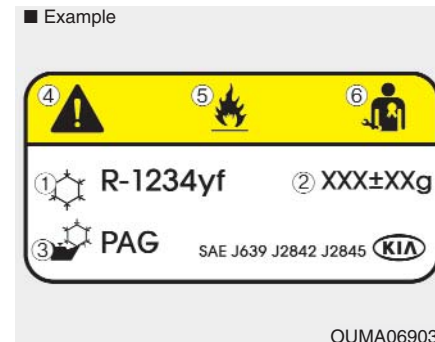 ■ Example
④ ⑤ ⑥
① R-1234yf ② XXX±XXg
③ PAG SAE J639 J2842 J2845 KIA
OUMA06903